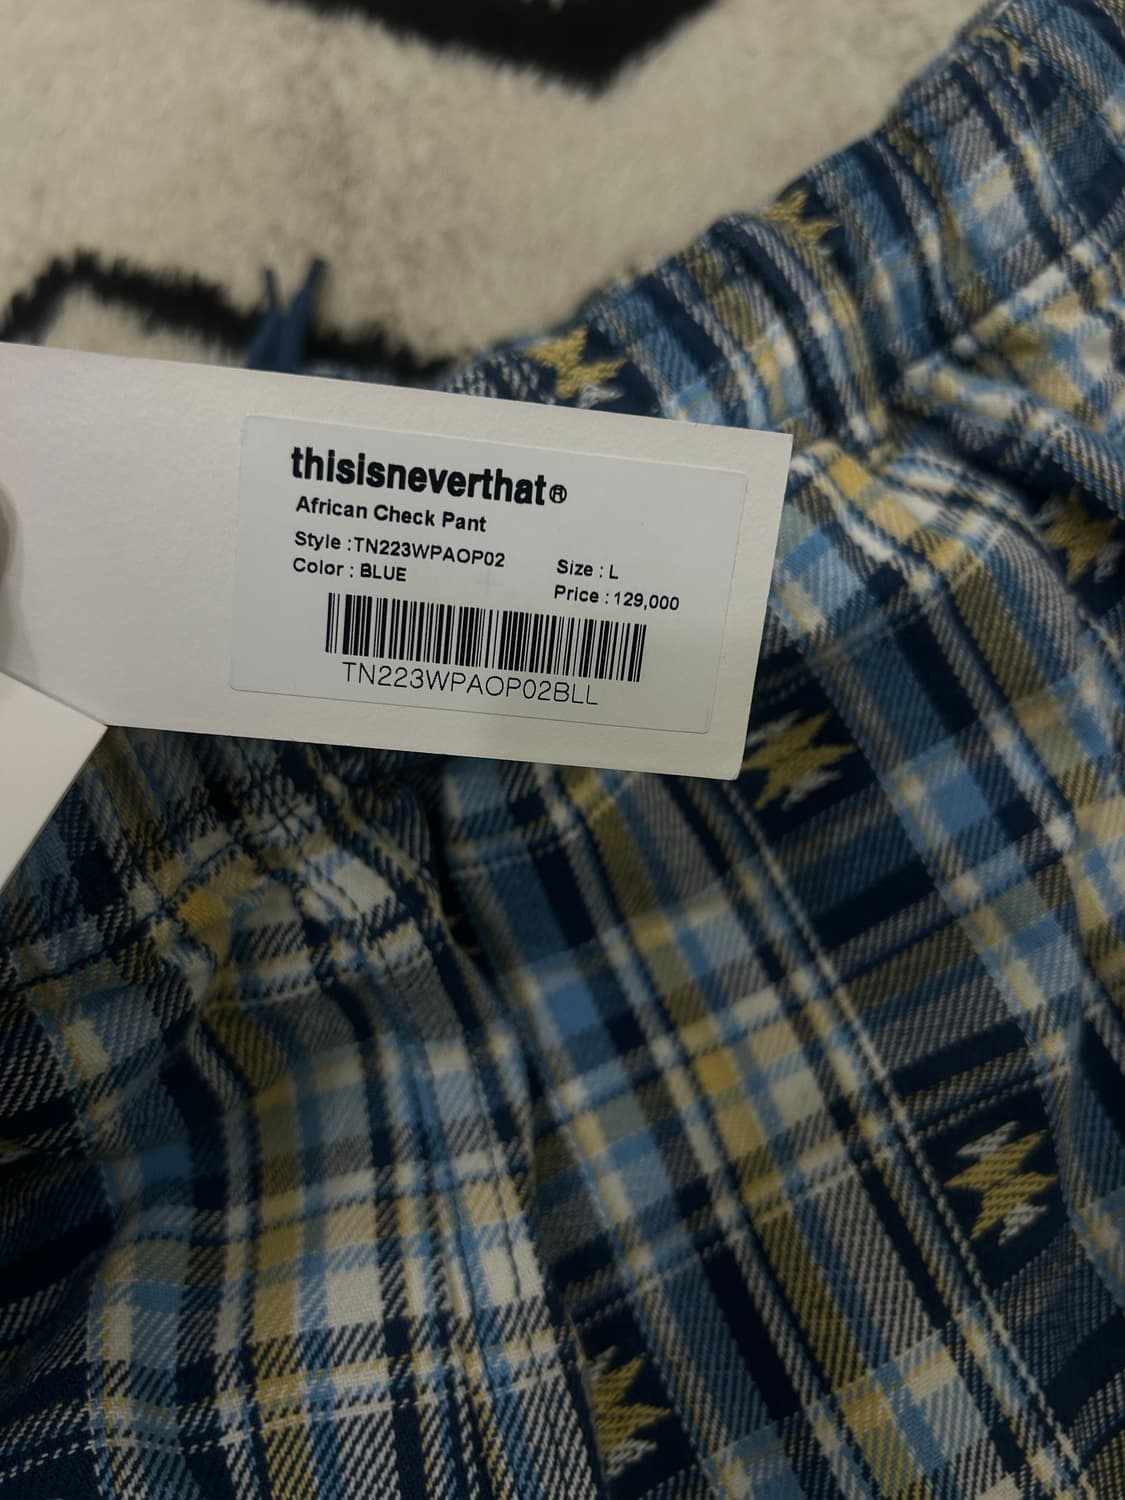 thisisneverthat®
African Check Pant
Style :TN223WPAOP02
Color : BLUE
Size : L
Price : 129,000
TN223WPAOP02BLL